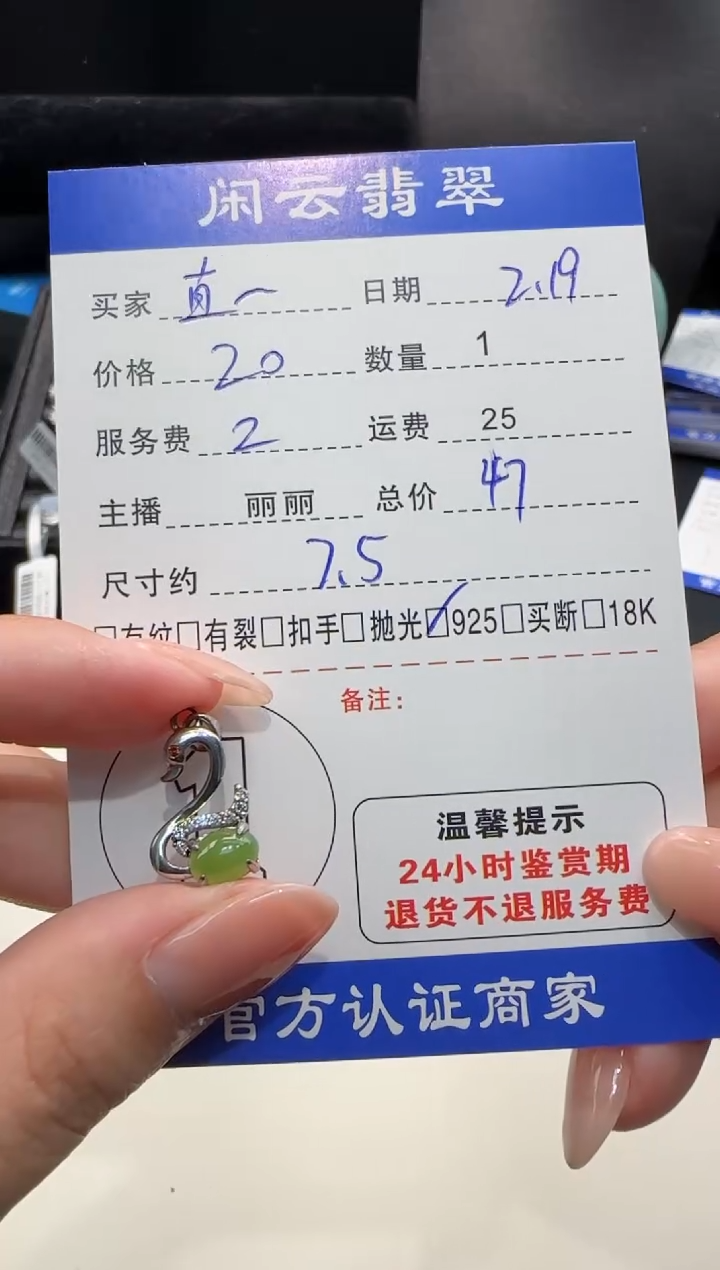 闲云翡翠
买家 直一 日期 2.19
价格 20 数量 1
服务费 2 运费 25
主播 丽丽 总价 47
尺寸约 7.5
□有纹□有裂□扣手□抛光☑925□买断□18K
备注:
温馨提示
24小时鉴赏期
退货不退服务费
官方认证商家